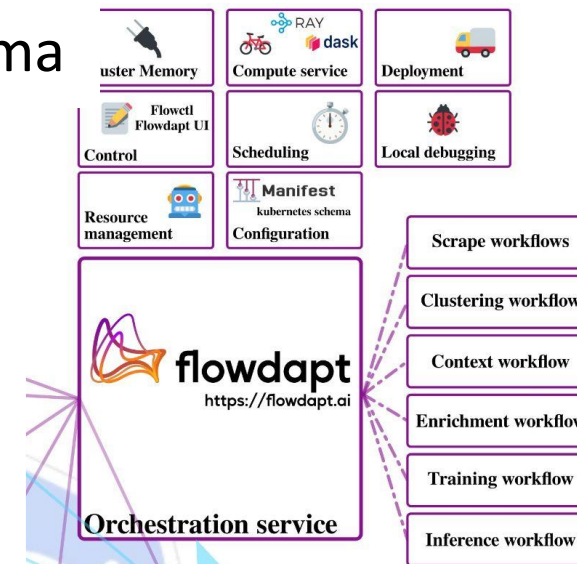 ma
uster Memory
RAY
dask
Compute service
Deployment
Flowctl
Flowdapt UI
Control
Scheduling
Local debugging
Resource
management
Manifest
kubernetes schema
Configuration
flowdapt
https://flowdapt.ai
Orchestration service
Scrape workflows
Clustering workflow
Context workflow
Enrichment workflow
Training workflow
Inference workflow